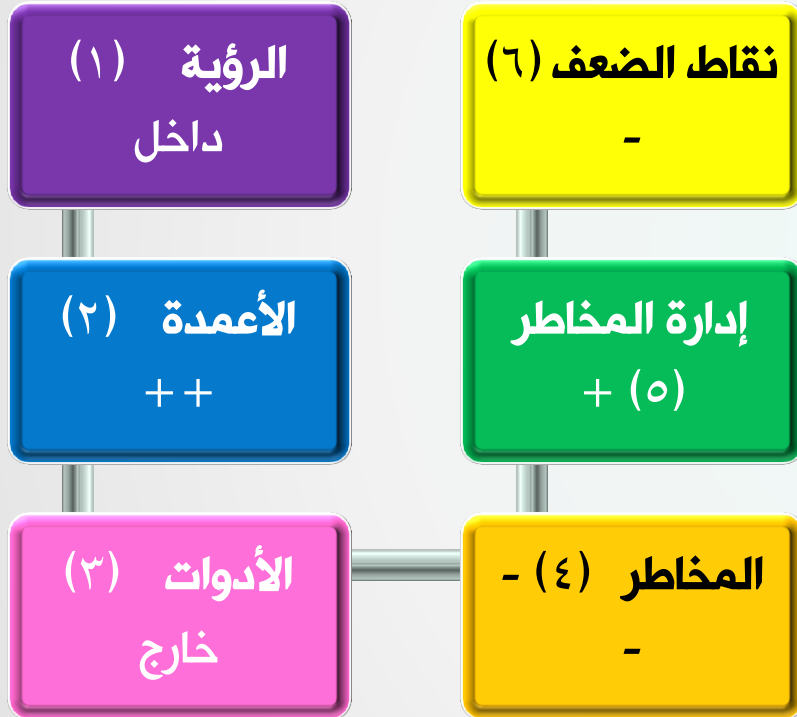 الرؤية (١)
داخل
الأعمدة (٢)
++
الأدوات (٣)
خارج
المخاطر (٤) -
-
إدارة المخاطر
(٥) +
نقاط الضعف (٦)
-